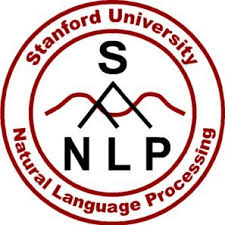 Stanford University
S
NLP
Natural Language Processing